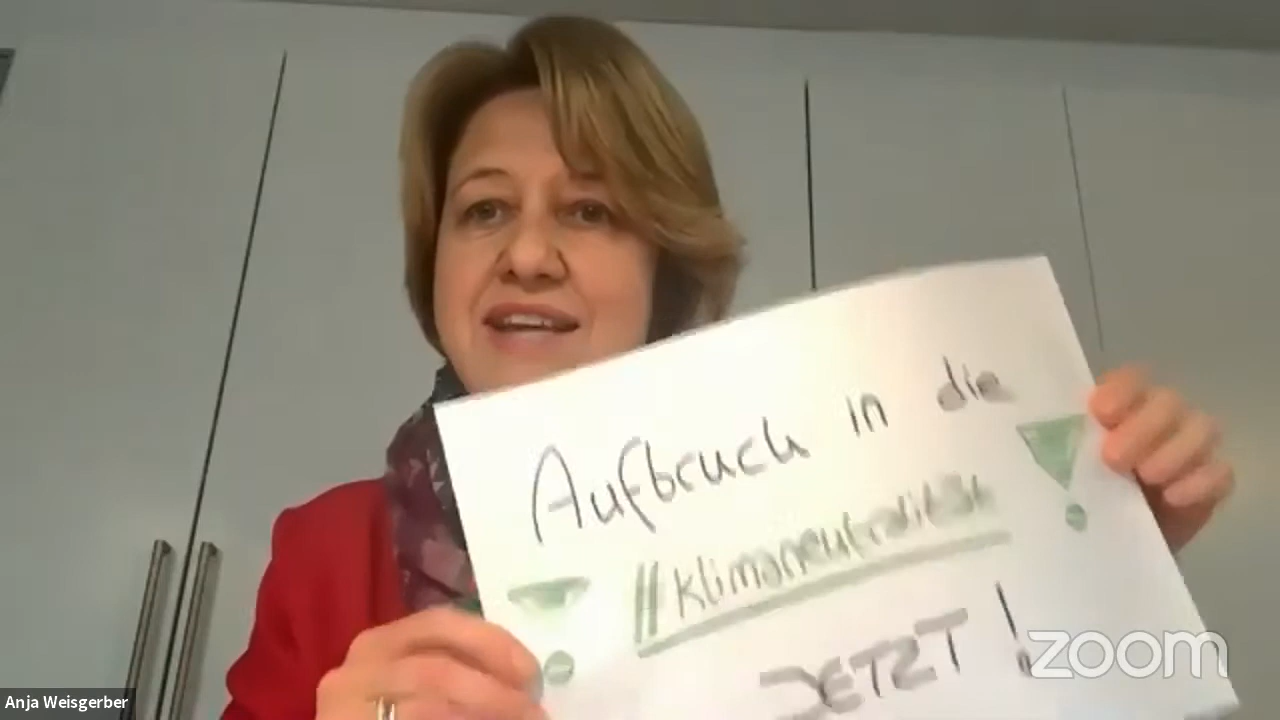 Aufbruch in die
#klimaneutralität
JETZT !
zoom
Anja Weisgerber